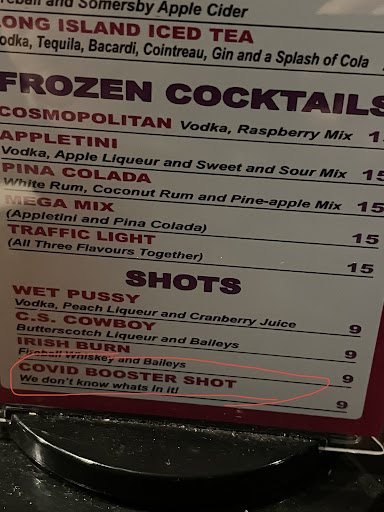 and Somersby Apple Cider
LONG ISLAND ICED TEA
Vodka, Tequila, Bacardi, Cointreau, Gin and a Splash of Cola
FROZEN COCKTAILS
COSMOPOLITAN Vodka, Raspberry Mix
APPLETINI
Vodka, Apple Liqueur and Sweet and Sour Mix 15
PINA COLADA
White Rum, Coconut Rum and Pine-apple Mix 15
MEGA MIX
(Appletini and Pina Colada) 15
TRAFFIC LIGHT
(All Three Flavours Together) 15
SHOTS
WET PUSSY
Vodka, Peach Liqueur and Cranberry Juice 9
C.S. COWBOY
Butterscotch Liqueur and Baileys 9
IRISH BURN
Fireball Whiskey and Baileys 9
COVID BOOSTER SHOT
We don't know whats in it! 9